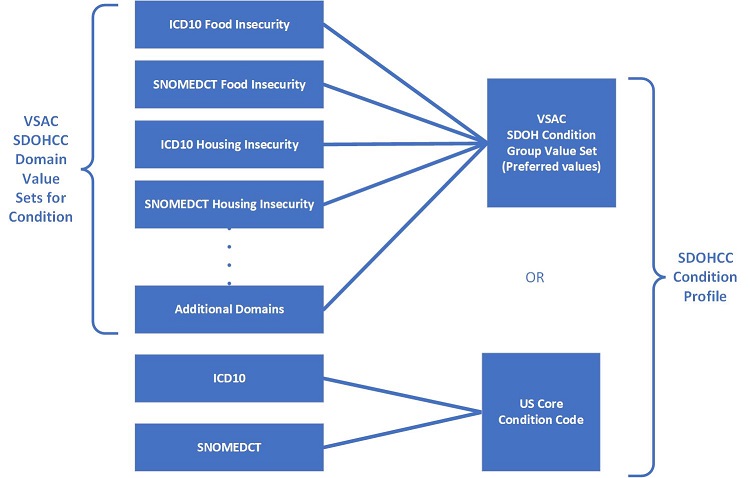 VSAC
SDOHCC
Domain
Value
Sets for
Condition
ICD10 Food Insecurity
SNOMEDCT Food Insecurity
ICD10 Housing Insecurity
SNOMEDCT Housing Insecurity
Additional Domains
ICD10
SNOMEDCT
VSAC
SDOH Condition
Group Value Set
(Preferred values)
OR
US Core
Condition Code
SDOHCC
Condition
Profile